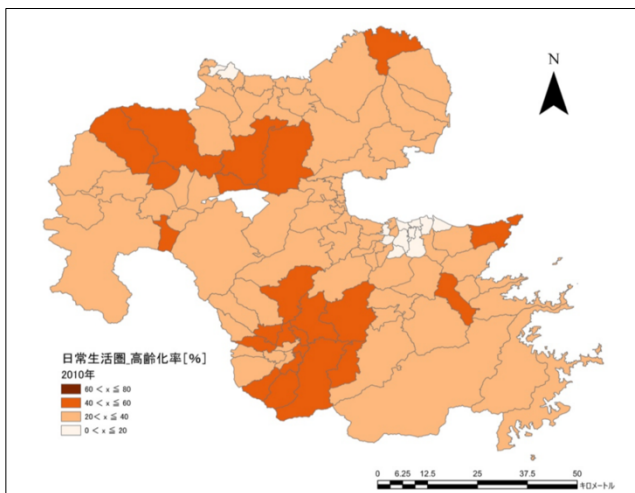 N
日常生活圏_高齢化率[%]
2010年
60 < x ≦ 80
40 < x ≦ 60
20< x ≦ 40
0 < x ≦ 20
0 6.25 12.5 25 37.5 50
キロメートル